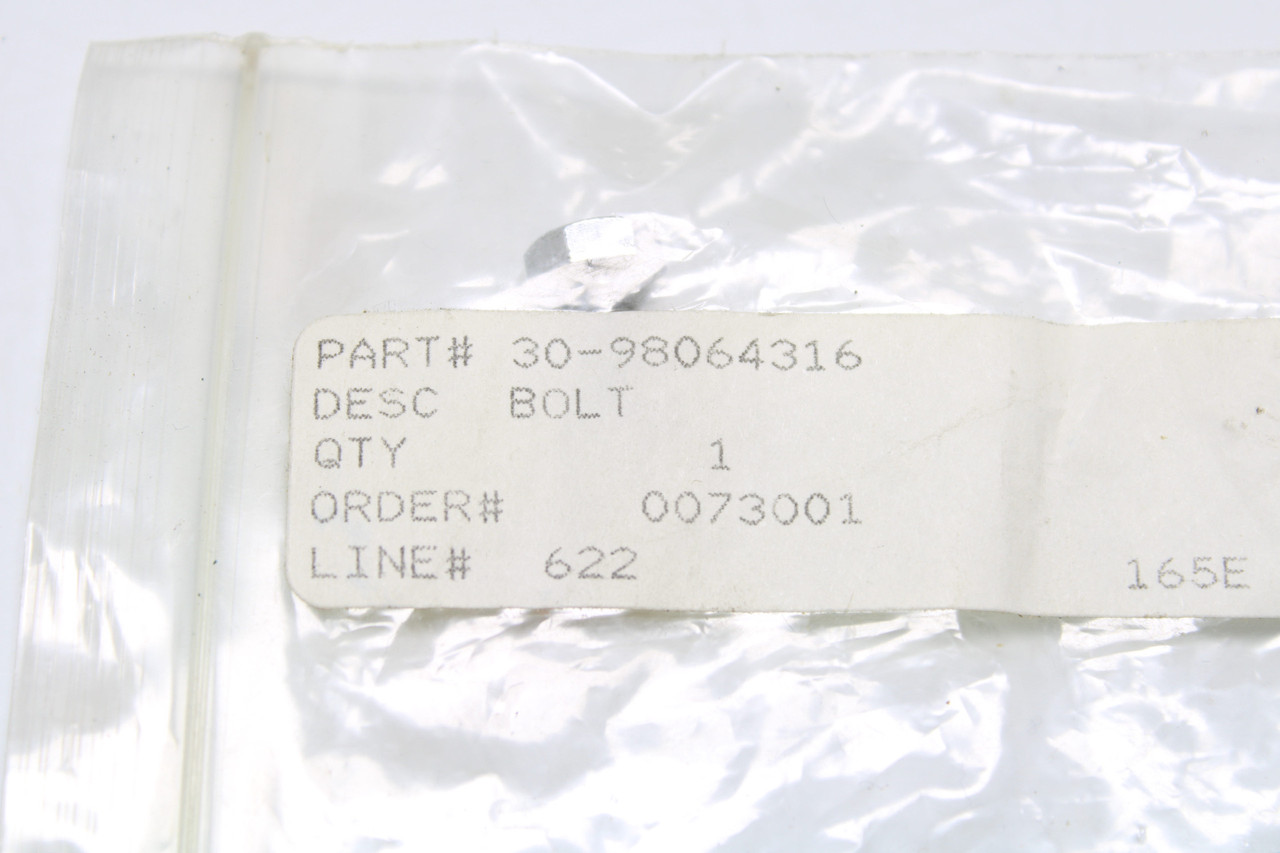 PART# 30-98064316
DESC BOLT
QTY 1
ORDER# 0073001
LINE# 622 165E